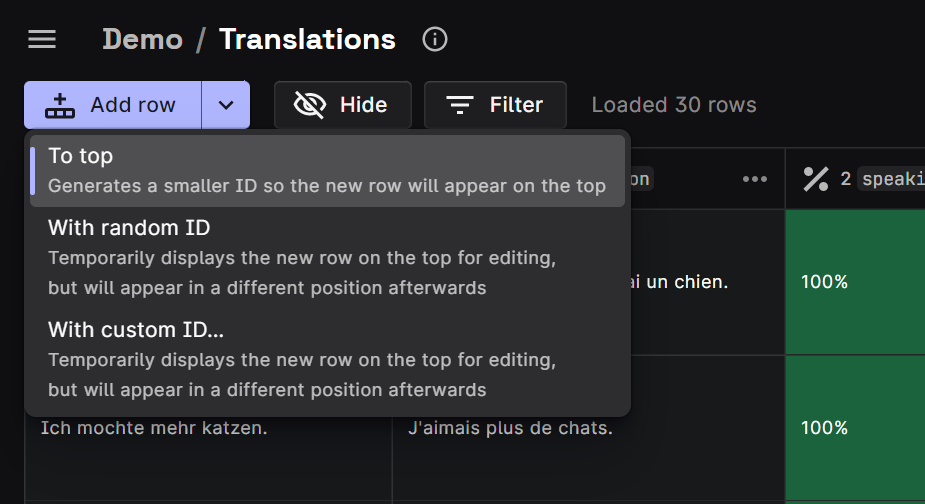 Demo / Translations
Add row
Hide
Filter
Loaded 30 rows
To top
Generates a smaller ID so the new row will appear on the top
With random ID
Temporarily displays the new row on the top for editing,
but will appear in a different position afterwards
With custom ID...
Temporarily displays the new row on the top for editing,
but will appear in a different position afterwards
on
2 speaki
ai un chien.
100%
Ich mochte mehr katzen.
J'aimais plus de chats.
100%